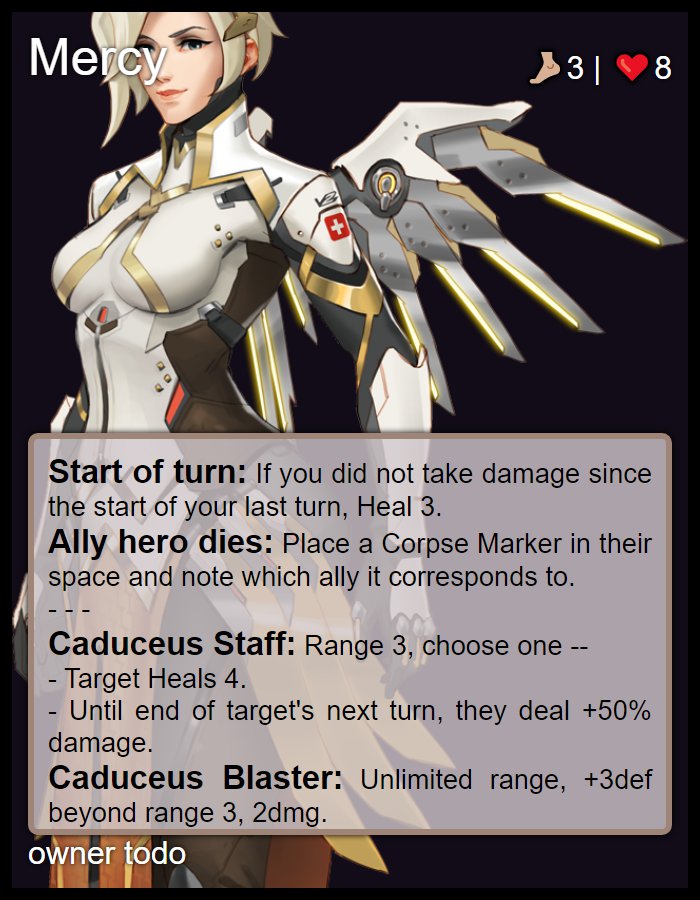 Mercy
🦶🏼3 | ❤️8
Start of turn: If you did not take damage since
the start of your last turn, Heal 3.
Ally hero dies: Place a Corpse Marker in their
space and note which ally it corresponds to.
- - -
Caduceus Staff: Range 3, choose one --
- Target Heals 4.
- Until end of target's next turn, they deal +50%
damage.
Caduceus Blaster: Unlimited range, +3def
beyond range 3, 2dmg.
owner todo